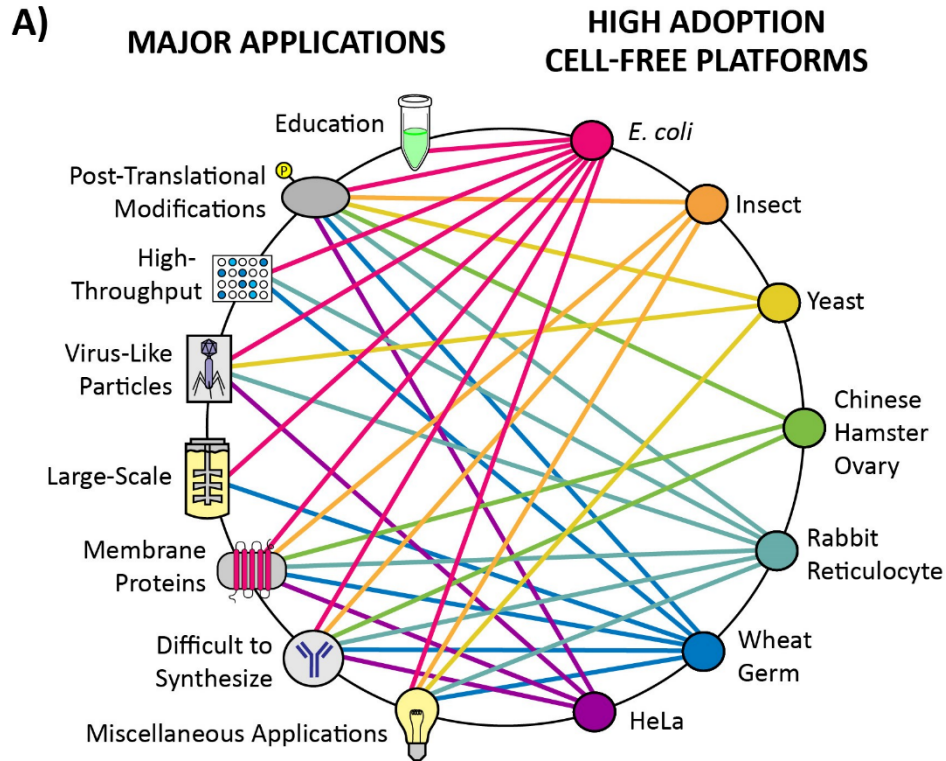 A)
MAJOR APPLICATIONS
HIGH ADOPTION
CELL-FREE PLATFORMS
Education
P
Post-Translational
Modifications
High-
Throughput
Virus-Like
Particles
Large-Scale
Membrane
Proteins
Difficult to
Synthesize
Miscellaneous Applications
E. coli
Insect
Yeast
Chinese
Hamster
Ovary
Rabbit
Reticulocyte
Wheat
Germ
HeLa